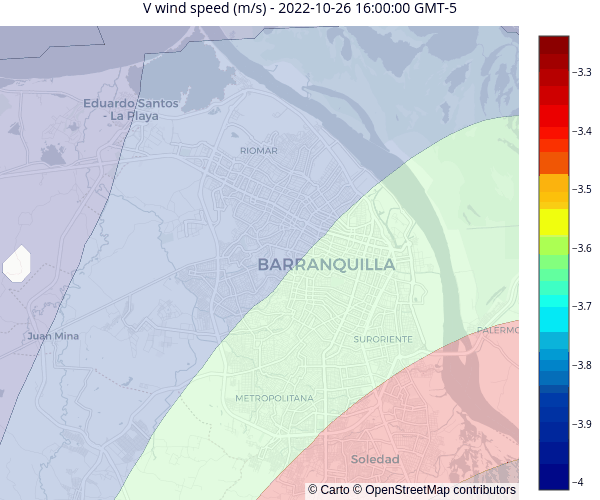 V wind speed (m/s) - 2022-10-26 16:00:00 GMT-5
Eduardo Santos
- La Playa
RIOMAR
BARRANQUILLA
Juan Mina
SURORIENTE
PALERMO
METROPOLITANA
Soledad
© Carto © OpenStreetMap contributors
−3.3
−3.4
−3.5
−3.6
−3.7
−3.8
−3.9
−4